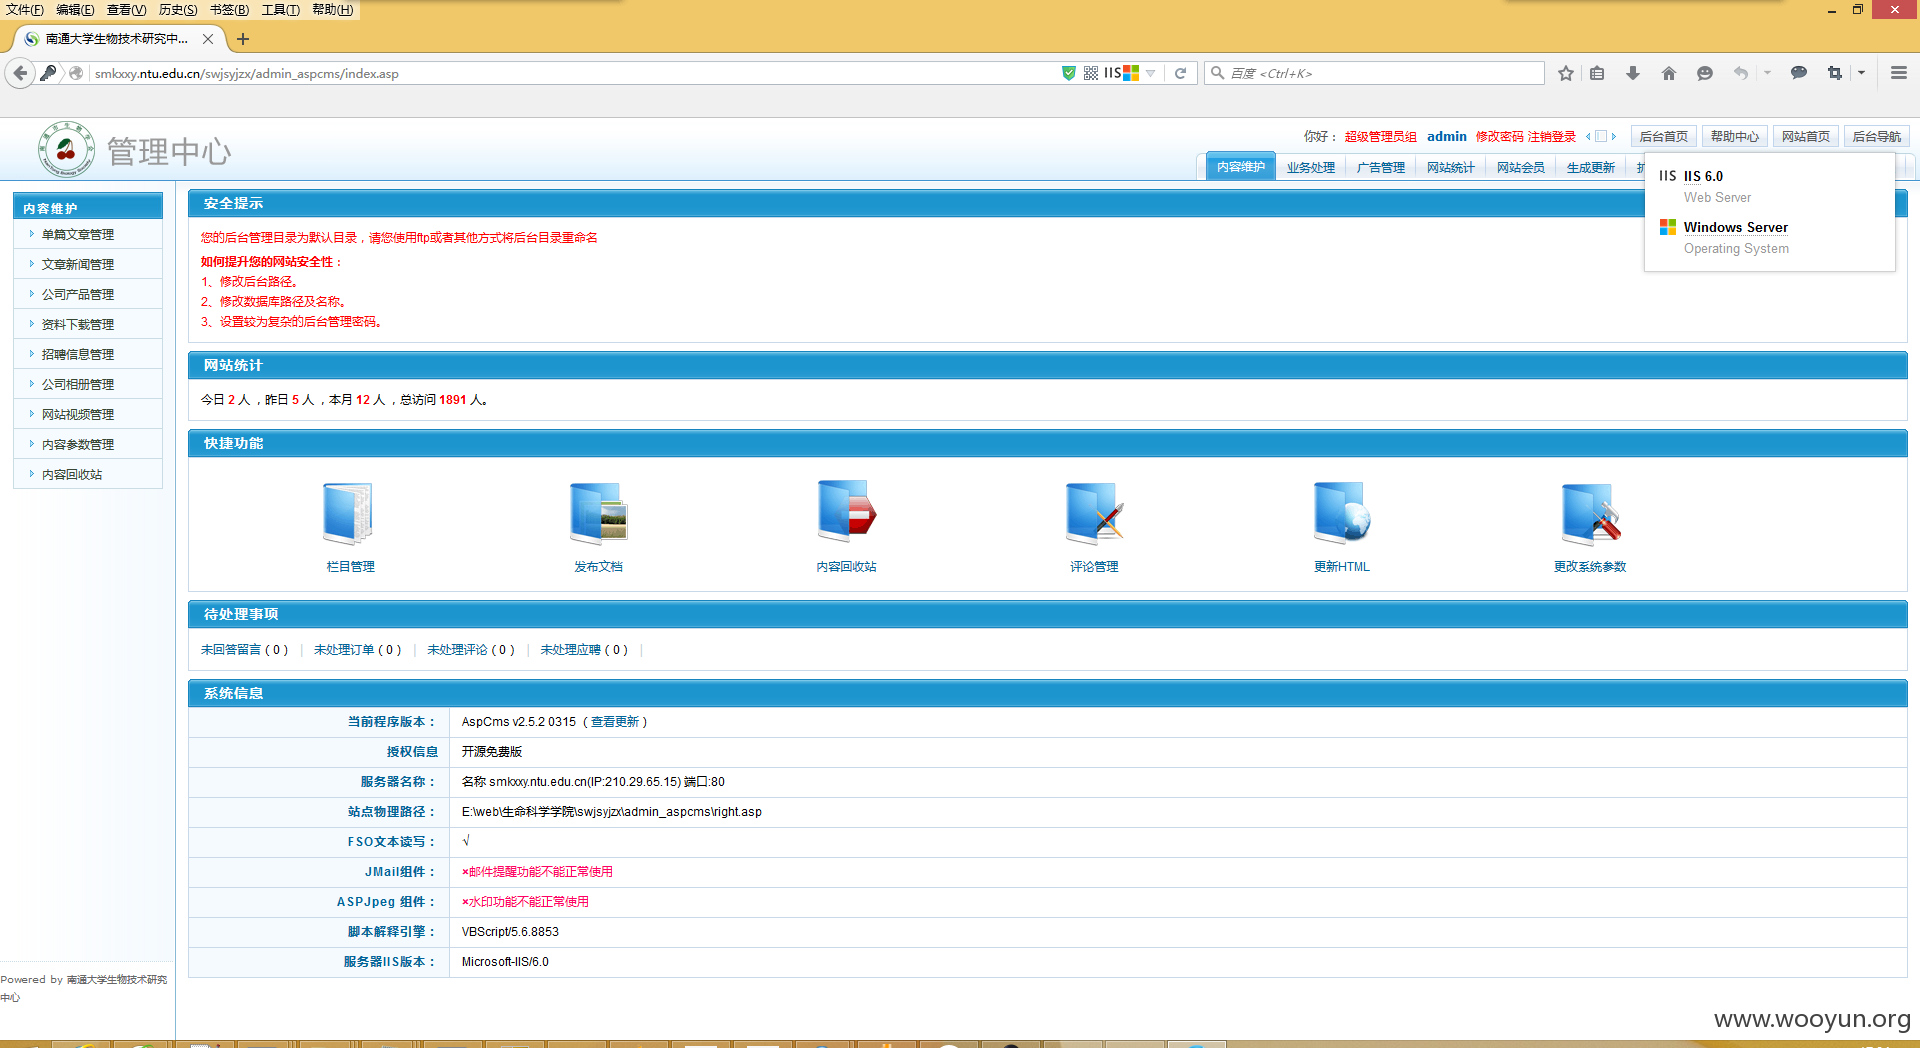 文件(F) 编辑(E) 查看(V) 历史(S) 书签(B) 工具(T) 帮助(H)
南通大学生物技术研究中...
smkxxy.ntu.edu.cn/swjsyjzx/admin_aspcms/index.asp
IIS
百度 <Ctrl+K>
管理中心
你好： 超级管理员组 admin 修改密码 注销登录 后台首页 帮助中心 网站首页 后台导航
内容维护 业务处理 广告管理 网站统计 网站会员 生成更新
IIS IIS 6.0
Web Server
Windows Server
Operating System
内容维护
单篇文章管理
文章新闻管理
公司产品管理
资料下载管理
招聘信息管理
公司相册管理
网站视频管理
内容参数管理
内容回收站
Powered by 南通大学生物技术研究
中心
安全提示
您的后台管理目录为默认目录，请您使用ftp或者其他方式将后台目录重命名
如何提升您的网站安全性：
1、修改后台路径。
2、修改数据库路径及名称。
3、设置较为复杂的后台管理密码。
网站统计
今日 2 人 ，昨日 5 人 ，本月 12 人 ，总访问 1891 人。
快捷功能
栏目管理 发布文档 内容回收站 评论管理 更新HTML 更改系统参数
待处理事项
未回答留言 ( 0 ) | 未处理订单 ( 0 ) | 未处理评论 ( 0 ) | 未处理应聘 ( 0 ) |
系统信息
当前程序版本： AspCms v2.5.2 0315 （ 查看更新 ）
授权信息 开源免费版
服务器名称： 名称 smkxxy.ntu.edu.cn(IP:210.29.65.15) 端口:80
站点物理路径： E:\web\生命科学学院\swjsyjzx\admin_aspcms\right.asp
FSO文本读写： √
JMail组件： ×邮件提醒功能不能正常使用
ASPJpeg 组件： ×水印功能不能正常使用
脚本解释引擎： VBScript/5.6.8853
服务器IIS版本： Microsoft-IIS/6.0
www.wooyun.org